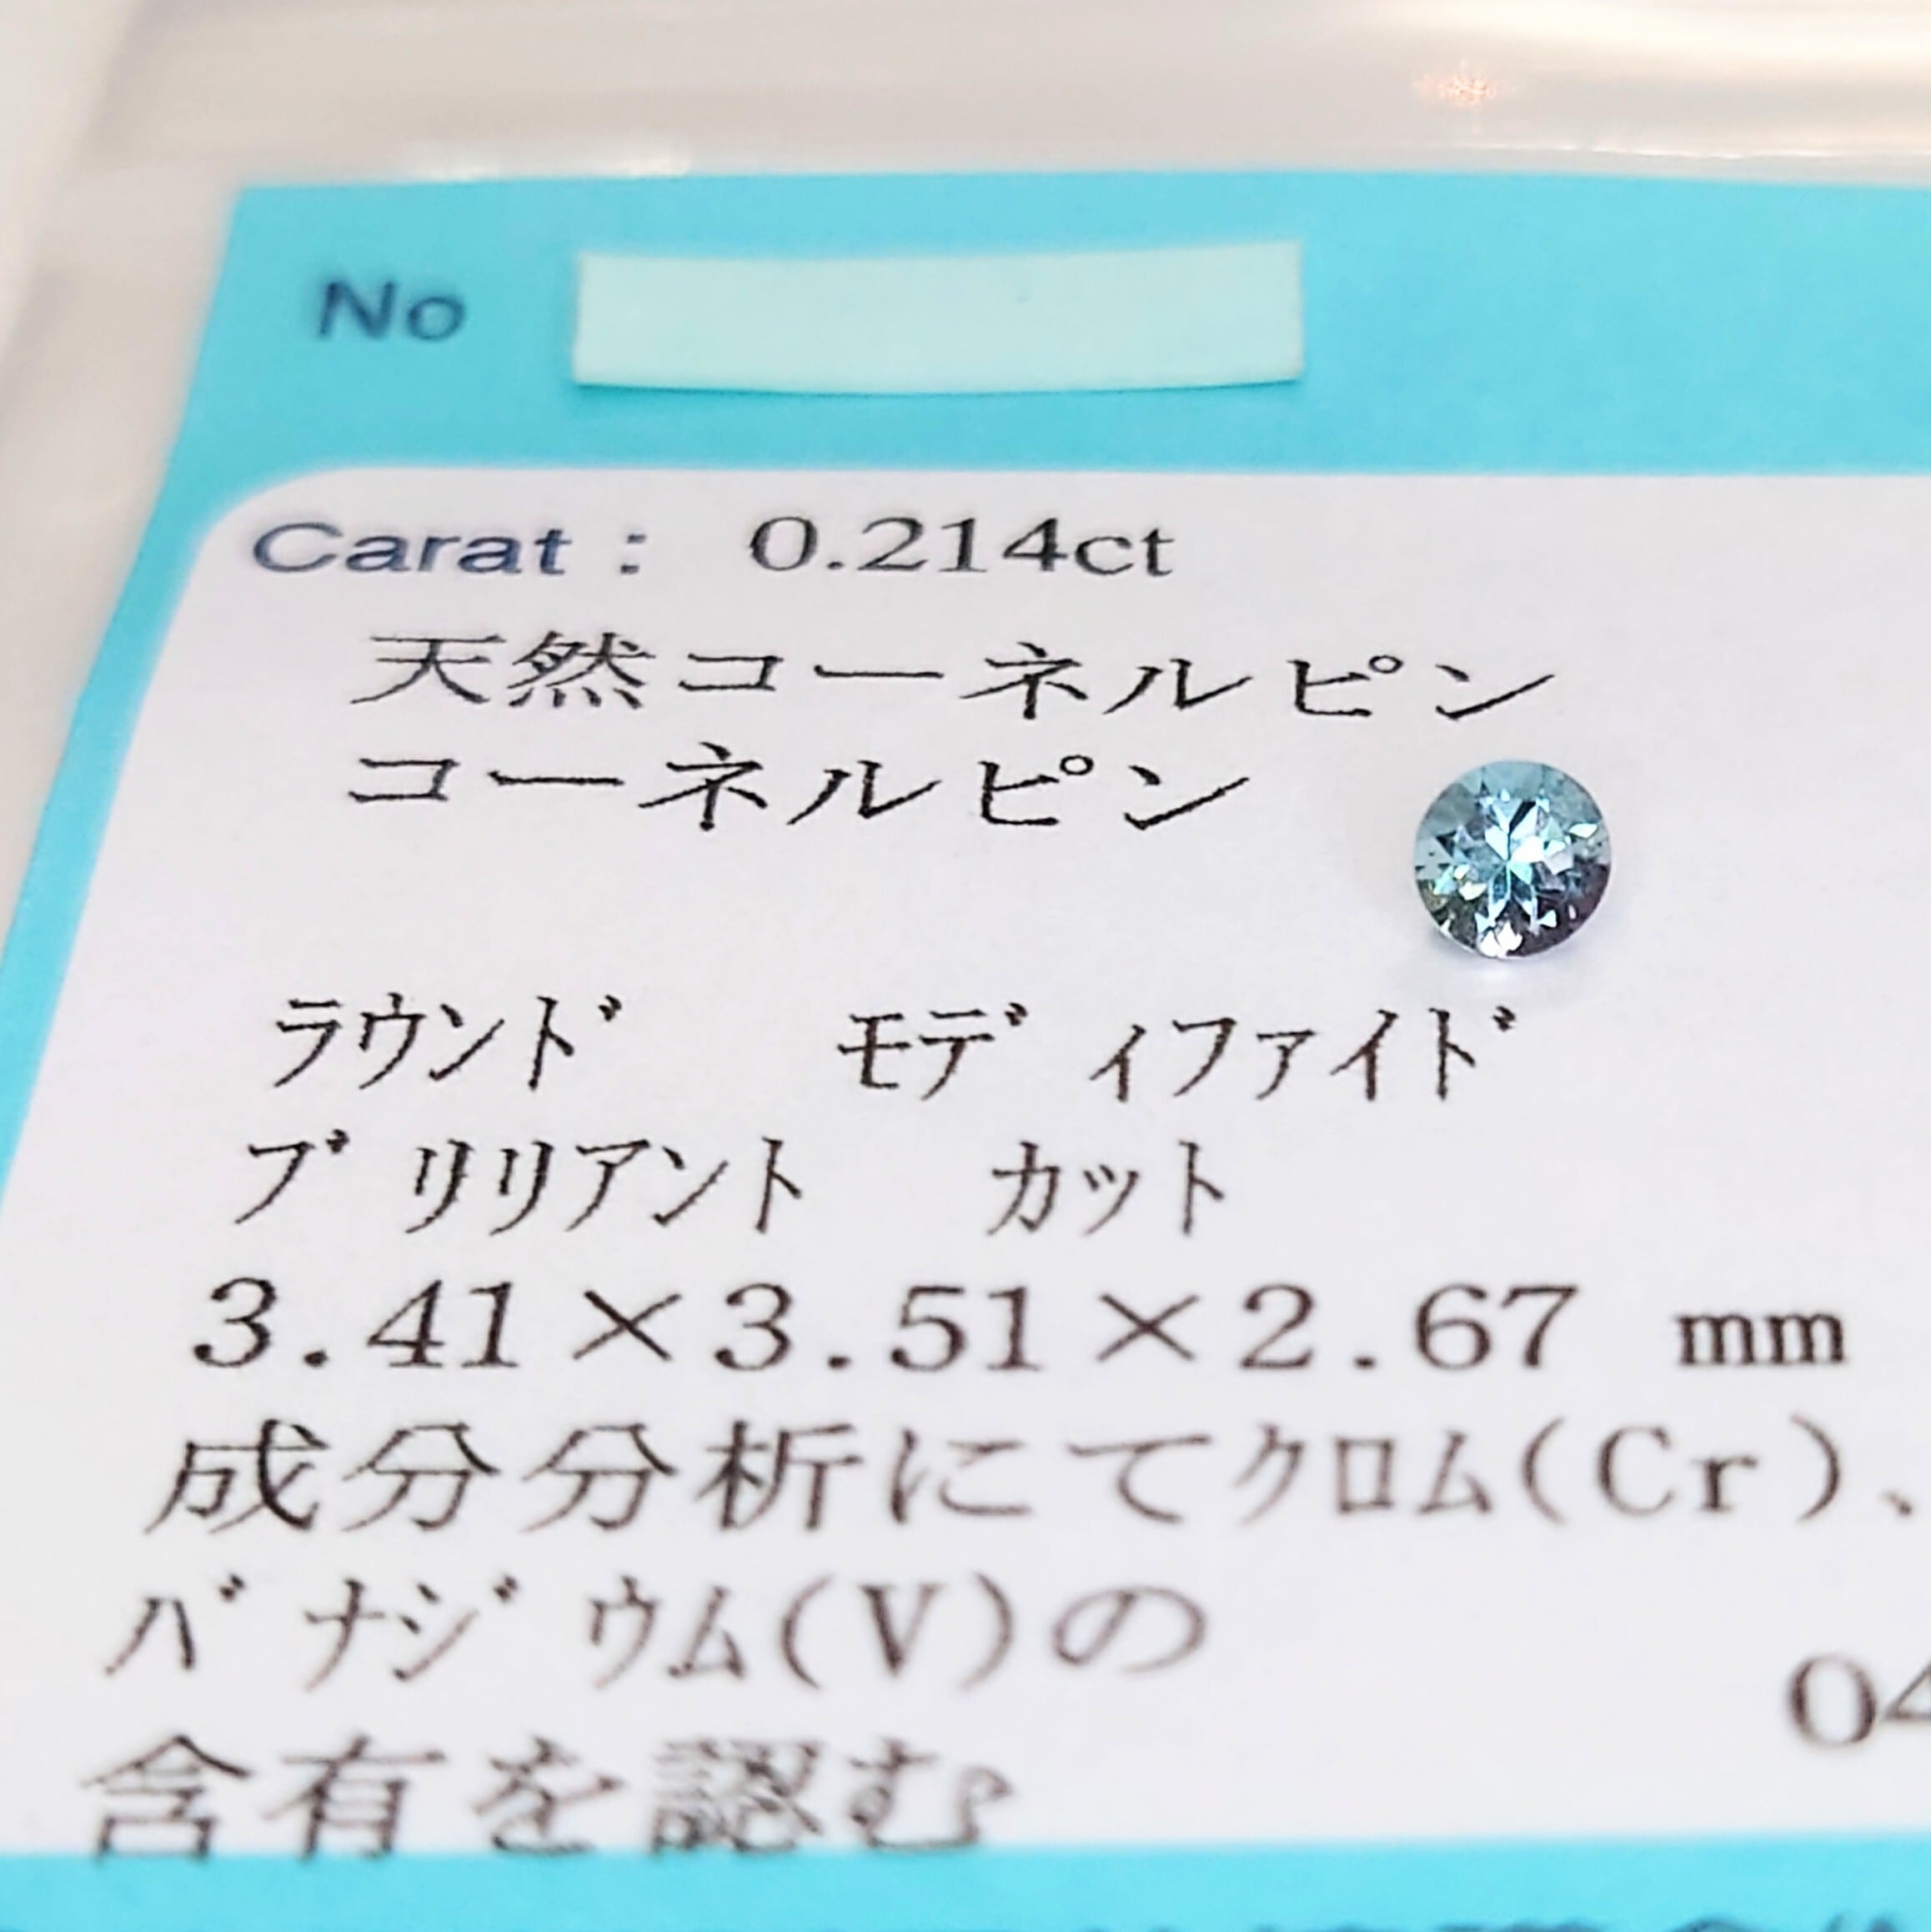 No
Carat : 0.214ct
天然コーネルピン
コーネルピン
ﾗｳﾝﾄﾞ ﾓﾃﾞｨﾌｧｲﾄﾞ
ﾌﾞﾘﾘｱﾝﾄ ｶｯﾄ
3.41×3.51×2.67 mm
成分分析にてｸﾛﾑ(Cr)、
ﾊﾞﾅｼﾞｳﾑ(V)の
04
含有を認む